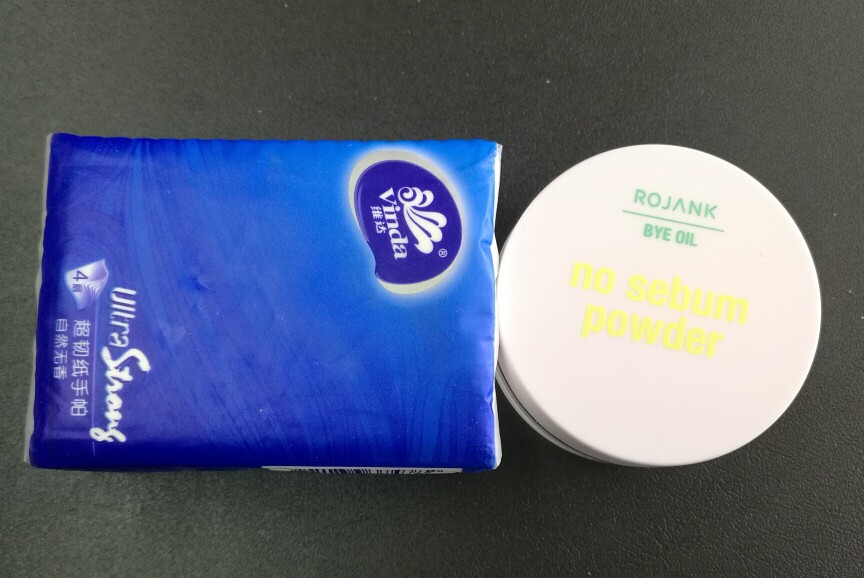 Vinda
维达
®
Ultra Strong
4层
超韧纸手帕
自然无香
ROJANK
BYE OIL
no sebum
powder